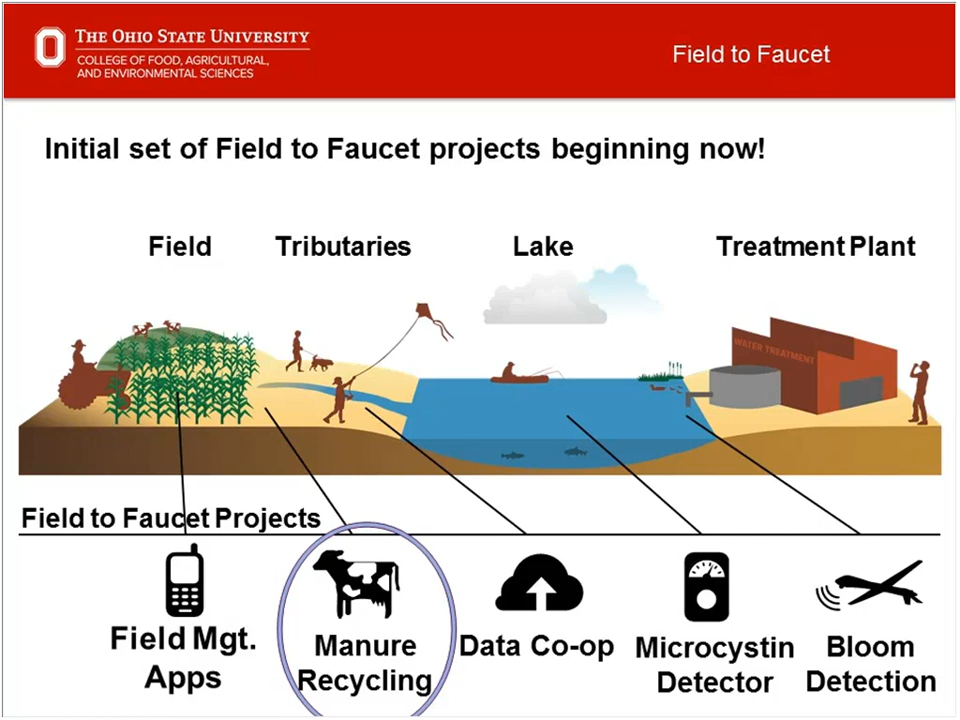 THE OHIO STATE UNIVERSITY
COLLEGE OF FOOD, AGRICULTURAL,
AND ENVIRONMENTAL SCIENCES
Field to Faucet
Initial set of Field to Faucet projects beginning now!
Field
Tributaries
Lake
Treatment Plant
WATER TREATMENT
Field to Faucet Projects
Field Mgt.
Apps
Manure
Recycling
Data Co-op
Microcystin
Detector
Bloom
Detection